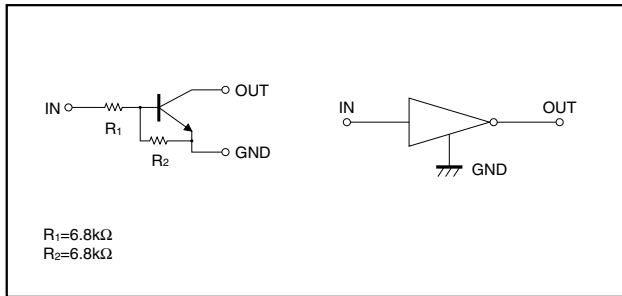 IN
OUT
R1
R2
GND
IN
OUT
GND
R1=6.8kΩ
R2=6.8kΩ